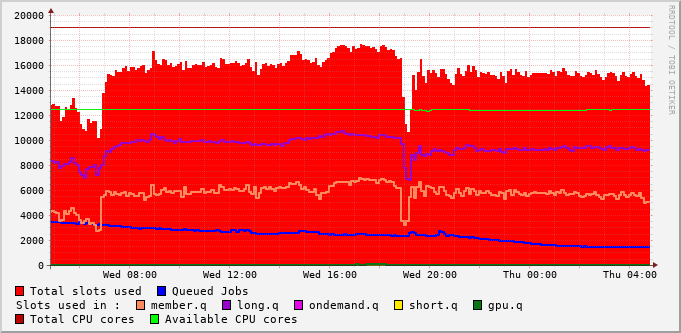 20000
18000
16000
14000
12000
10000
8000
6000
4000
2000
0
Wed 08:00 Wed 12:00 Wed 16:00 Wed 20:00 Thu 00:00 Thu 04:00
Total slots used Queued Jobs
Slots used in : member.q long.q ondemand.q short.q gpu.q
Total CPU cores Available CPU cores
RRDTOOL / TOBI OETIKER